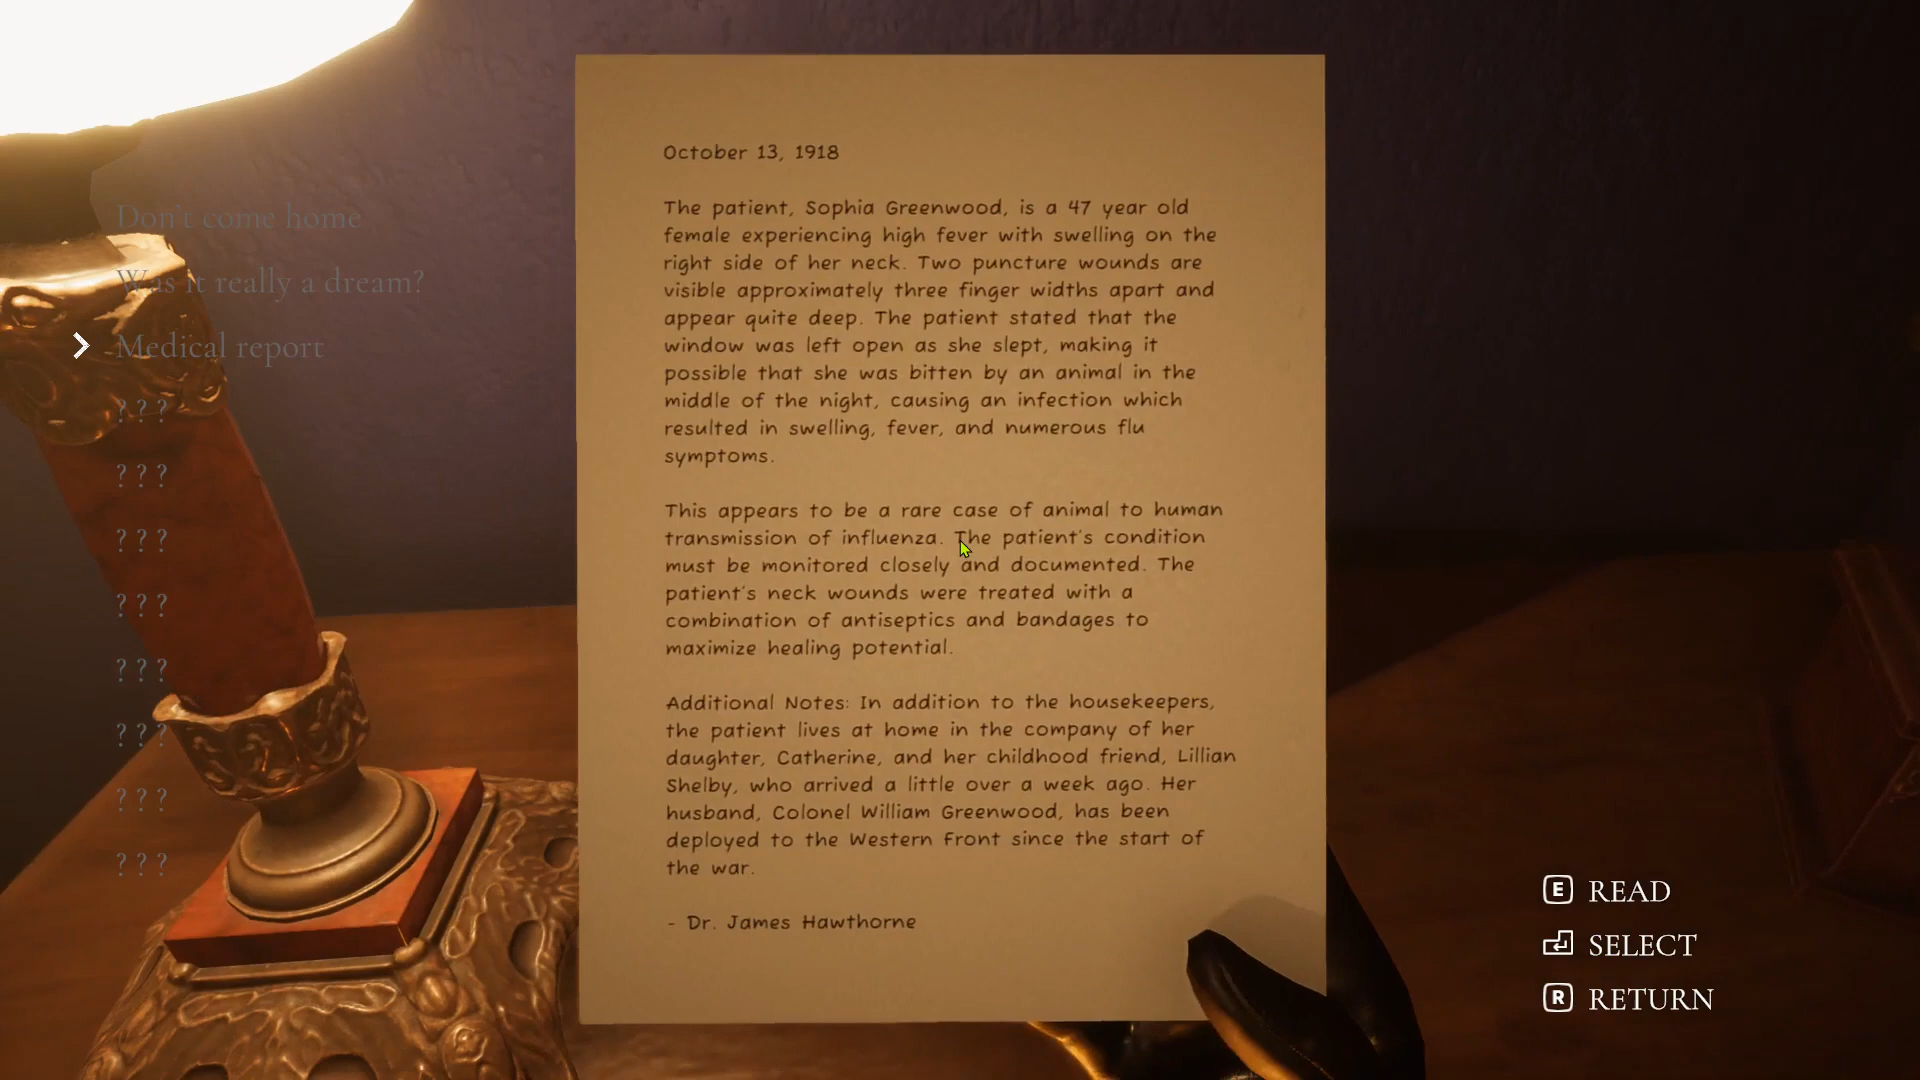 Don't come home
Was it really a dream?
Medical report
???
???
???
???
???
???
???
???
October 13, 1918
The patient, Sophia Greenwood, is a 47 year old
female experiencing high fever with swelling on the
right side of her neck. Two puncture wounds are
visible approximately three finger widths apart and
appear quite deep. The patient stated that the
window was left open as she slept, making it
possible that she was bitten by an animal in the
middle of the night, causing an infection which
resulted in swelling, fever, and numerous flu
symptoms.
This appears to be a rare case of animal to human
transmission of influenza. The patient's condition
must be monitored closely and documented. The
patient's neck wounds were treated with a
combination of antiseptics and bandages to
maximize healing potential.
Additional Notes: In addition to the housekeepers,
the patient lives at home in the company of her
daughter, Catherine, and her childhood friend, Lillian
Shelby, who arrived a little over a week ago. Her
husband, Colonel William Greenwood, has been
deployed to the Western Front since the start of
the war.
- Dr. James Hawthorne
E READ
SELECT
R RETURN